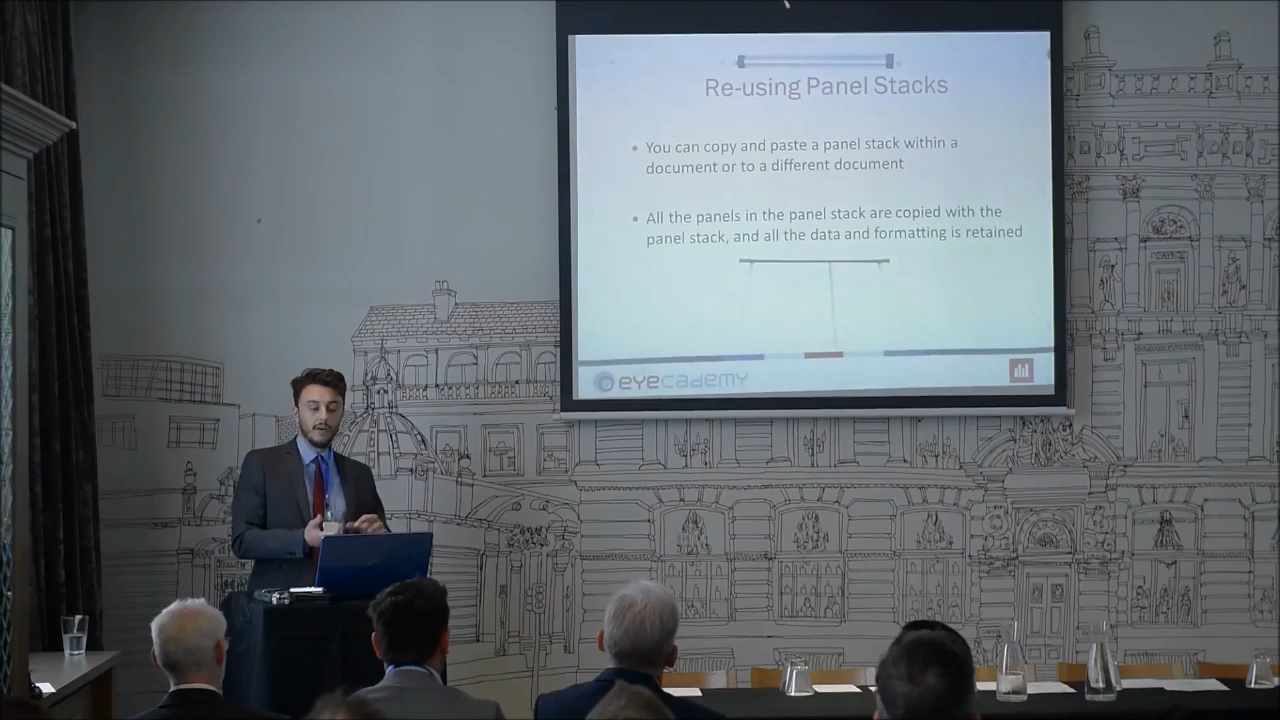 Re-using Panel Stacks
• You can copy and paste a panel stack within a
document or to a different document
• All the panels in the panel stack are copied with the
panel stack, and all the data and formatting is retained
eyecademy